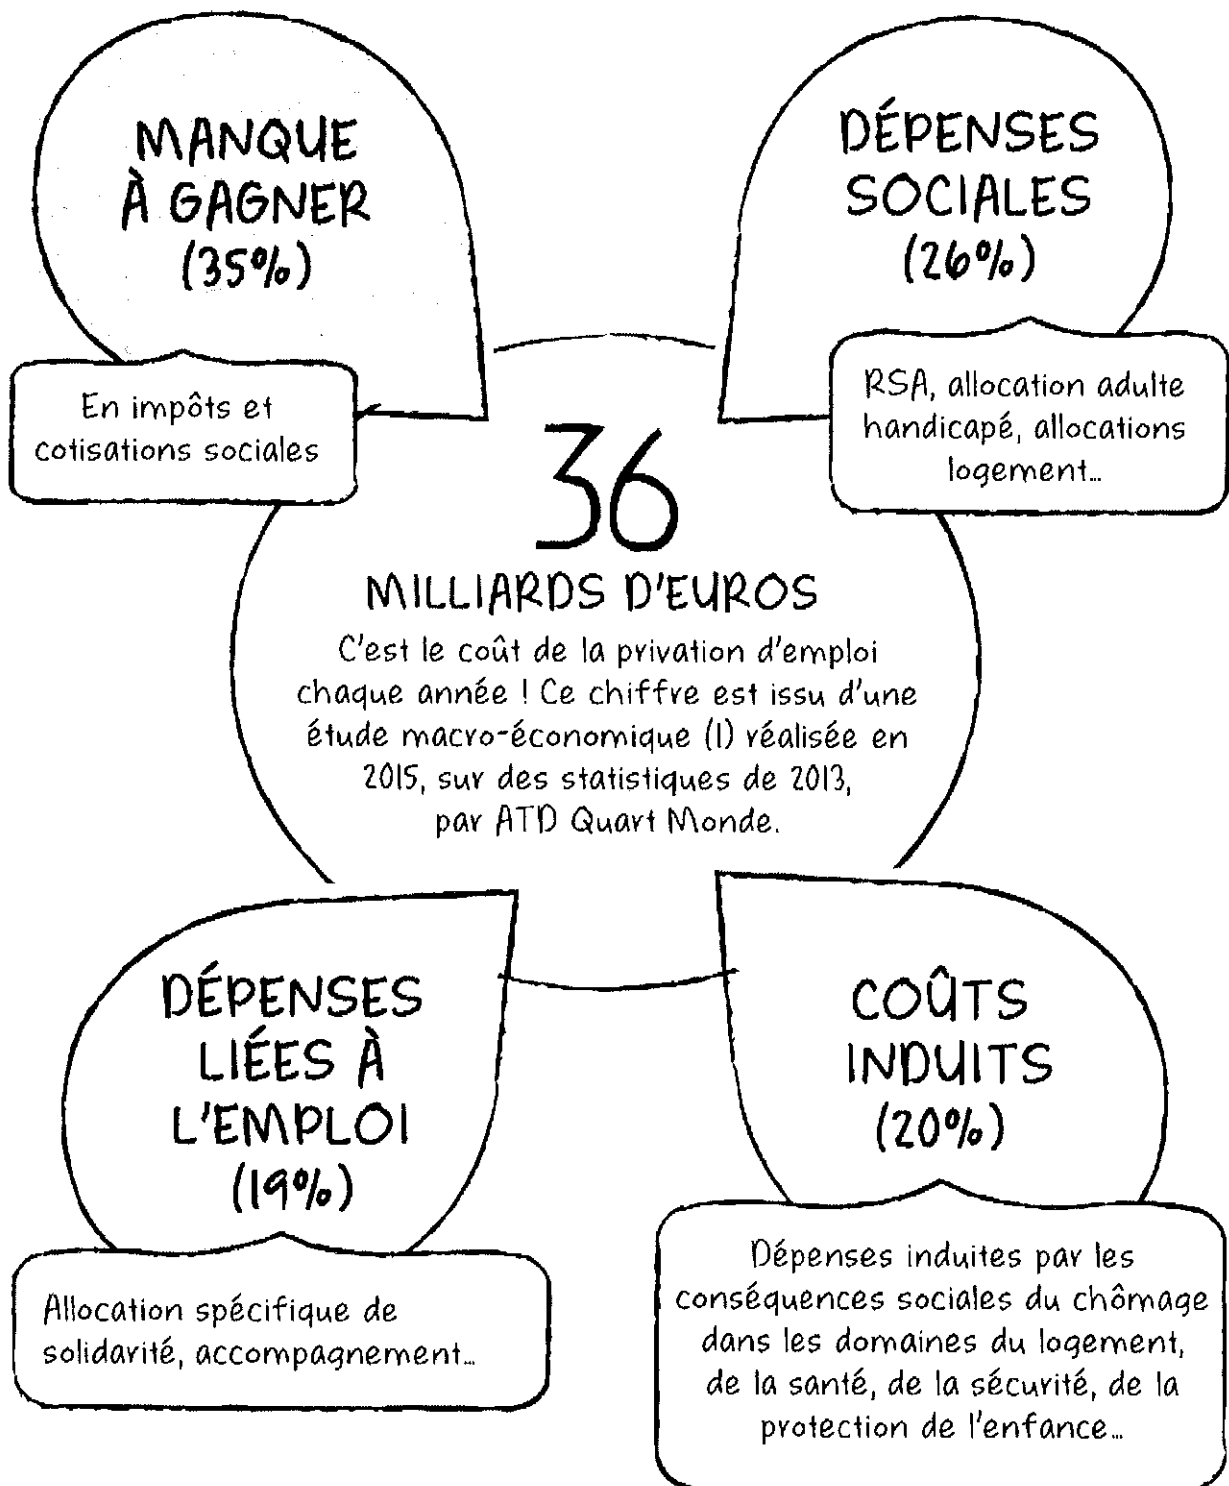 MANQUE
À GAGNER
(35%)
En impôts et
cotisations sociales
DÉPENSES
SOCIALES
(26%)
RSA, allocation adulte
handicapé, allocations
logement…
36
MILLIARDS D'EUROS
C'est le coût de la privation d'emploi
chaque année ! Ce chiffre est issu d'une
étude macro-économique (1) réalisée en
2015, sur des statistiques de 2013,
par ATD Quart Monde.
DÉPENSES
LIÉES À
L'EMPLOI
(19%)
Allocation spécifique de
solidarité, accompagnement…
COÛTS
INDUITS
(20%)
Dépenses induites par les
conséquences sociales du chômage
dans les domaines du logement,
de la santé, de la sécurité, de la
protection de l'enfance…